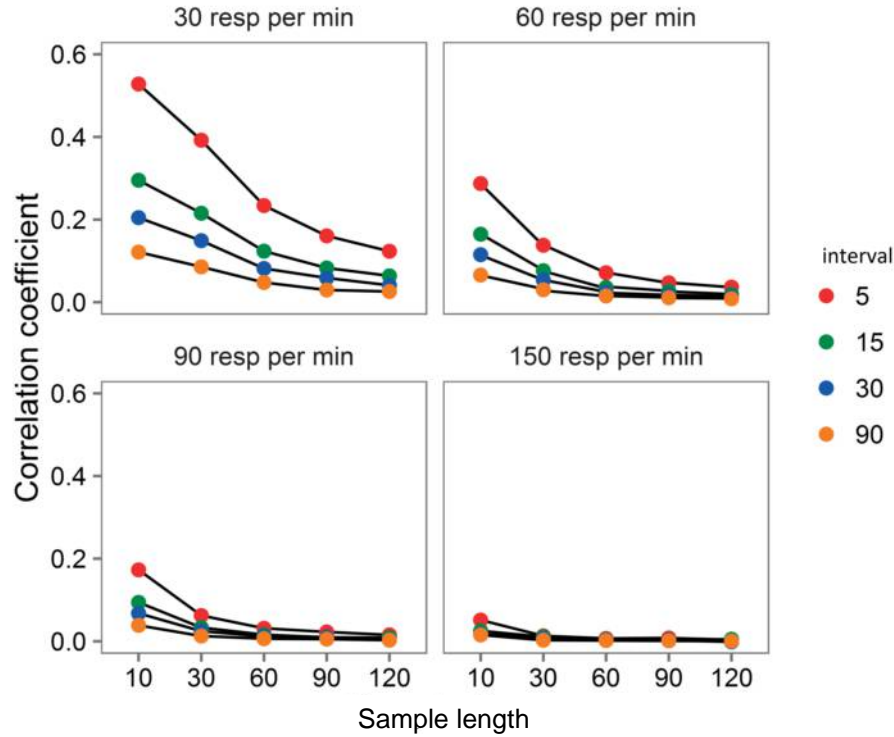 30 resp per min
60 resp per min
0.6
0.4
0.2
0.0
90 resp per min
150 resp per min
0.6
0.4
0.2
0.0
10 30 60 90 120
10 30 60 90 120
Correlation coefficient
Sample length
interval
5
15
30
90